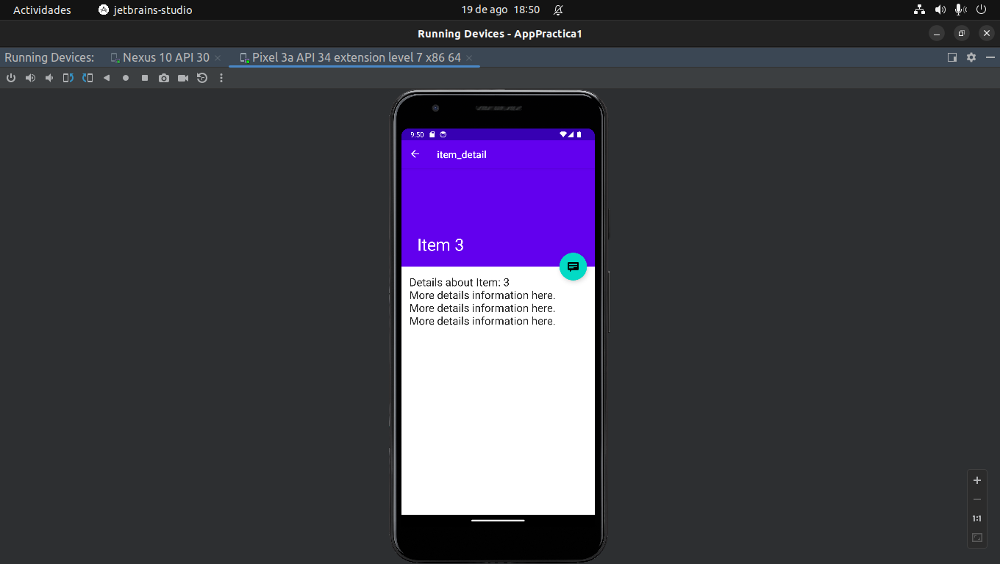 Actividades jetbrains-studio 19 de ago 18:50
Running Devices - AppPractica1
Running Devices: Nexus 10 API 30 Pixel 3a API 34 extension level 7 x86 64
9:50
item_detail
Item 3
Details about Item: 3
More details information here.
More details information here.
More details information here.
1:1